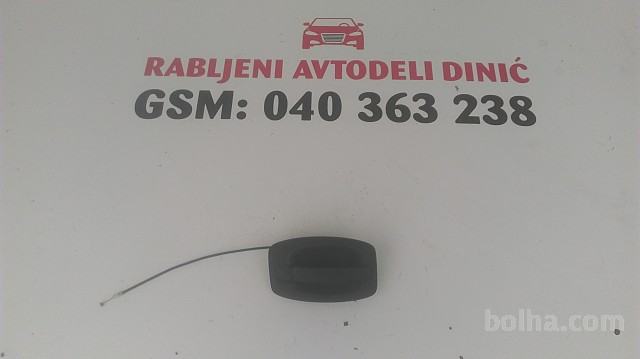 RABLJENI AVTODELI DINIĆ
GSM: 040 363 238
bolha.com